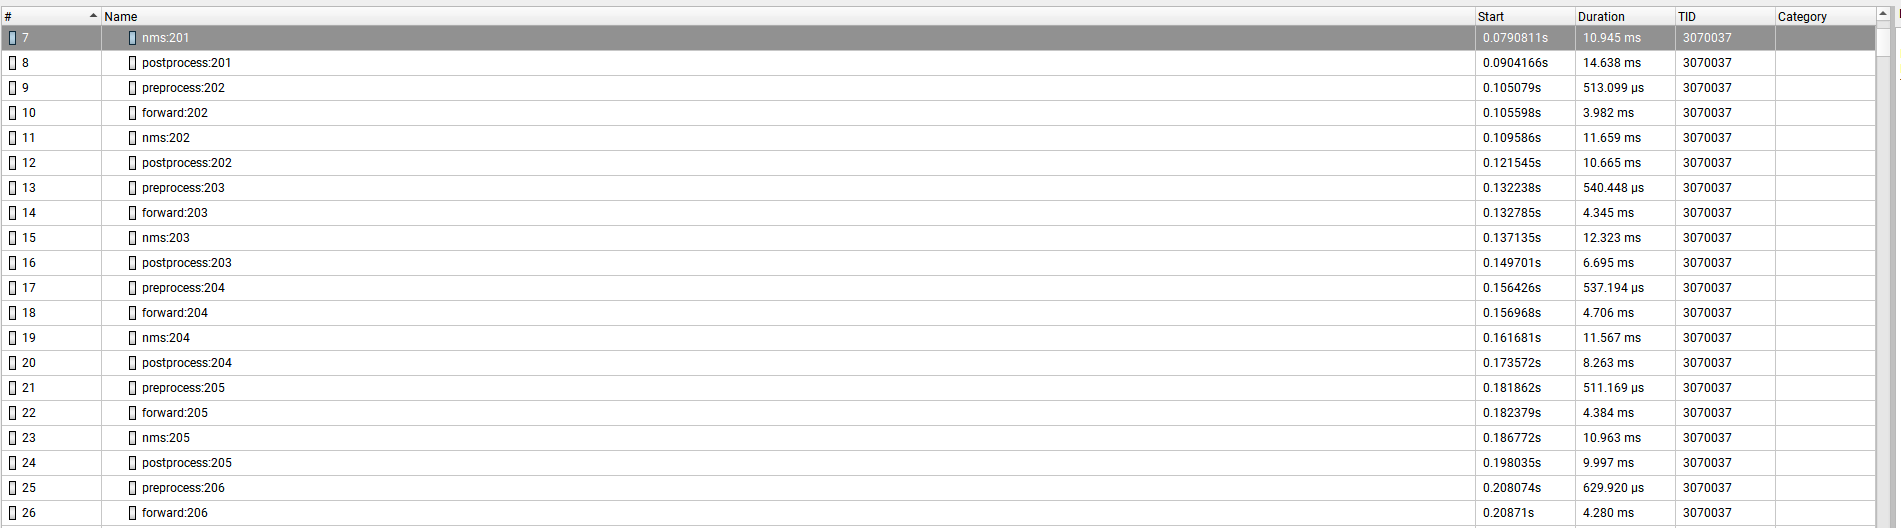 # Name Start Duration TID Category
7 nms:201 0.0790811s 10.945 ms 3070037
8 postprocess:201 0.0904166s 14.638 ms 3070037
9 preprocess:202 0.105079s 513.099 µs 3070037
10 forward:202 0.105598s 3.982 ms 3070037
11 nms:202 0.109586s 11.659 ms 3070037
12 postprocess:202 0.121545s 10.665 ms 3070037
13 preprocess:203 0.132238s 540.448 µs 3070037
14 forward:203 0.132785s 4.345 ms 3070037
15 nms:203 0.137135s 12.323 ms 3070037
16 postprocess:203 0.149701s 6.695 ms 3070037
17 preprocess:204 0.156426s 537.194 µs 3070037
18 forward:204 0.156968s 4.706 ms 3070037
19 nms:204 0.161681s 11.567 ms 3070037
20 postprocess:204 0.173572s 8.263 ms 3070037
21 preprocess:205 0.181862s 511.169 µs 3070037
22 forward:205 0.182379s 4.384 ms 3070037
23 nms:205 0.186772s 10.963 ms 3070037
24 postprocess:205 0.198035s 9.997 ms 3070037
25 preprocess:206 0.208074s 629.920 µs 3070037
26 forward:206 0.20871s 4.280 ms 3070037